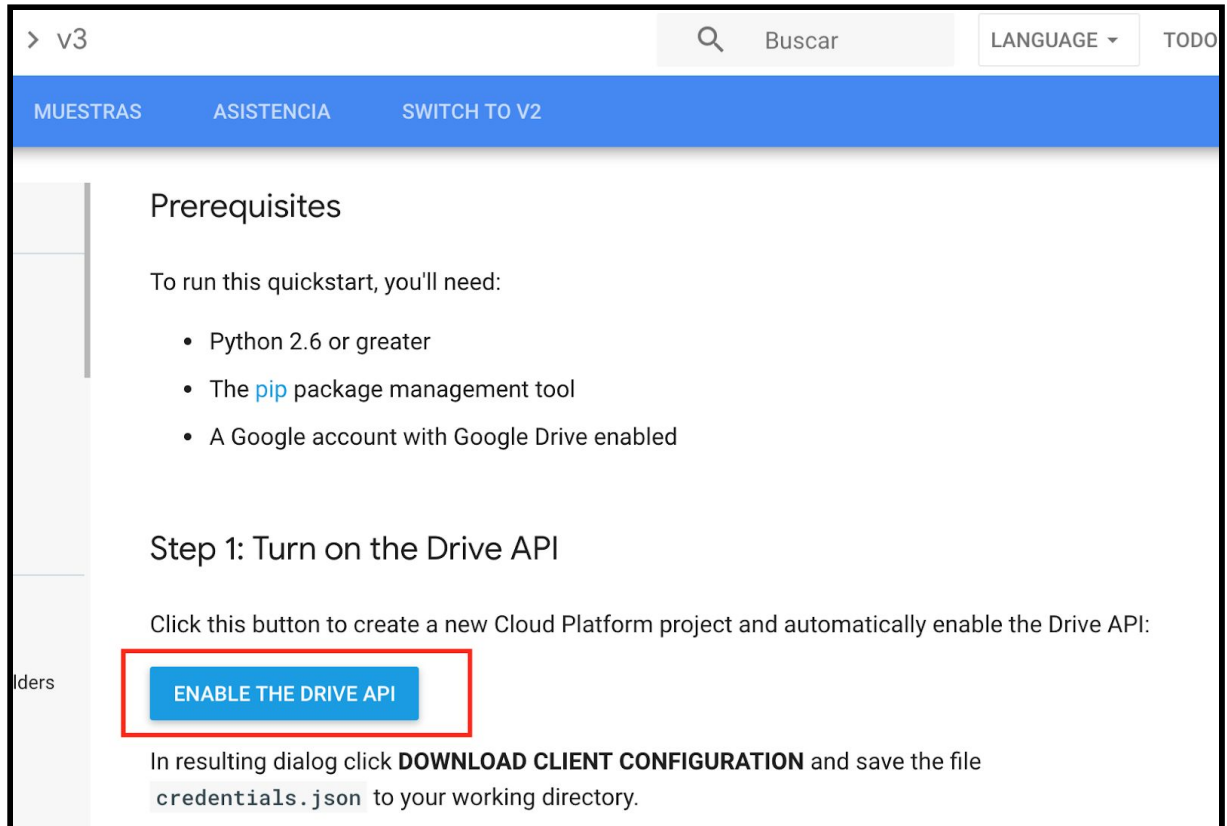 > v3
Buscar
LANGUAGE
TODO
MUESTRAS
ASISTENCIA
SWITCH TO V2
Prerequisites
To run this quickstart, you'll need:
• Python 2.6 or greater
• The pip package management tool
• A Google account with Google Drive enabled
Step 1: Turn on the Drive API
Click this button to create a new Cloud Platform project and automatically enable the Drive API:
lders
ENABLE THE DRIVE API
In resulting dialog click DOWNLOAD CLIENT CONFIGURATION and save the file
credentials.json to your working directory.